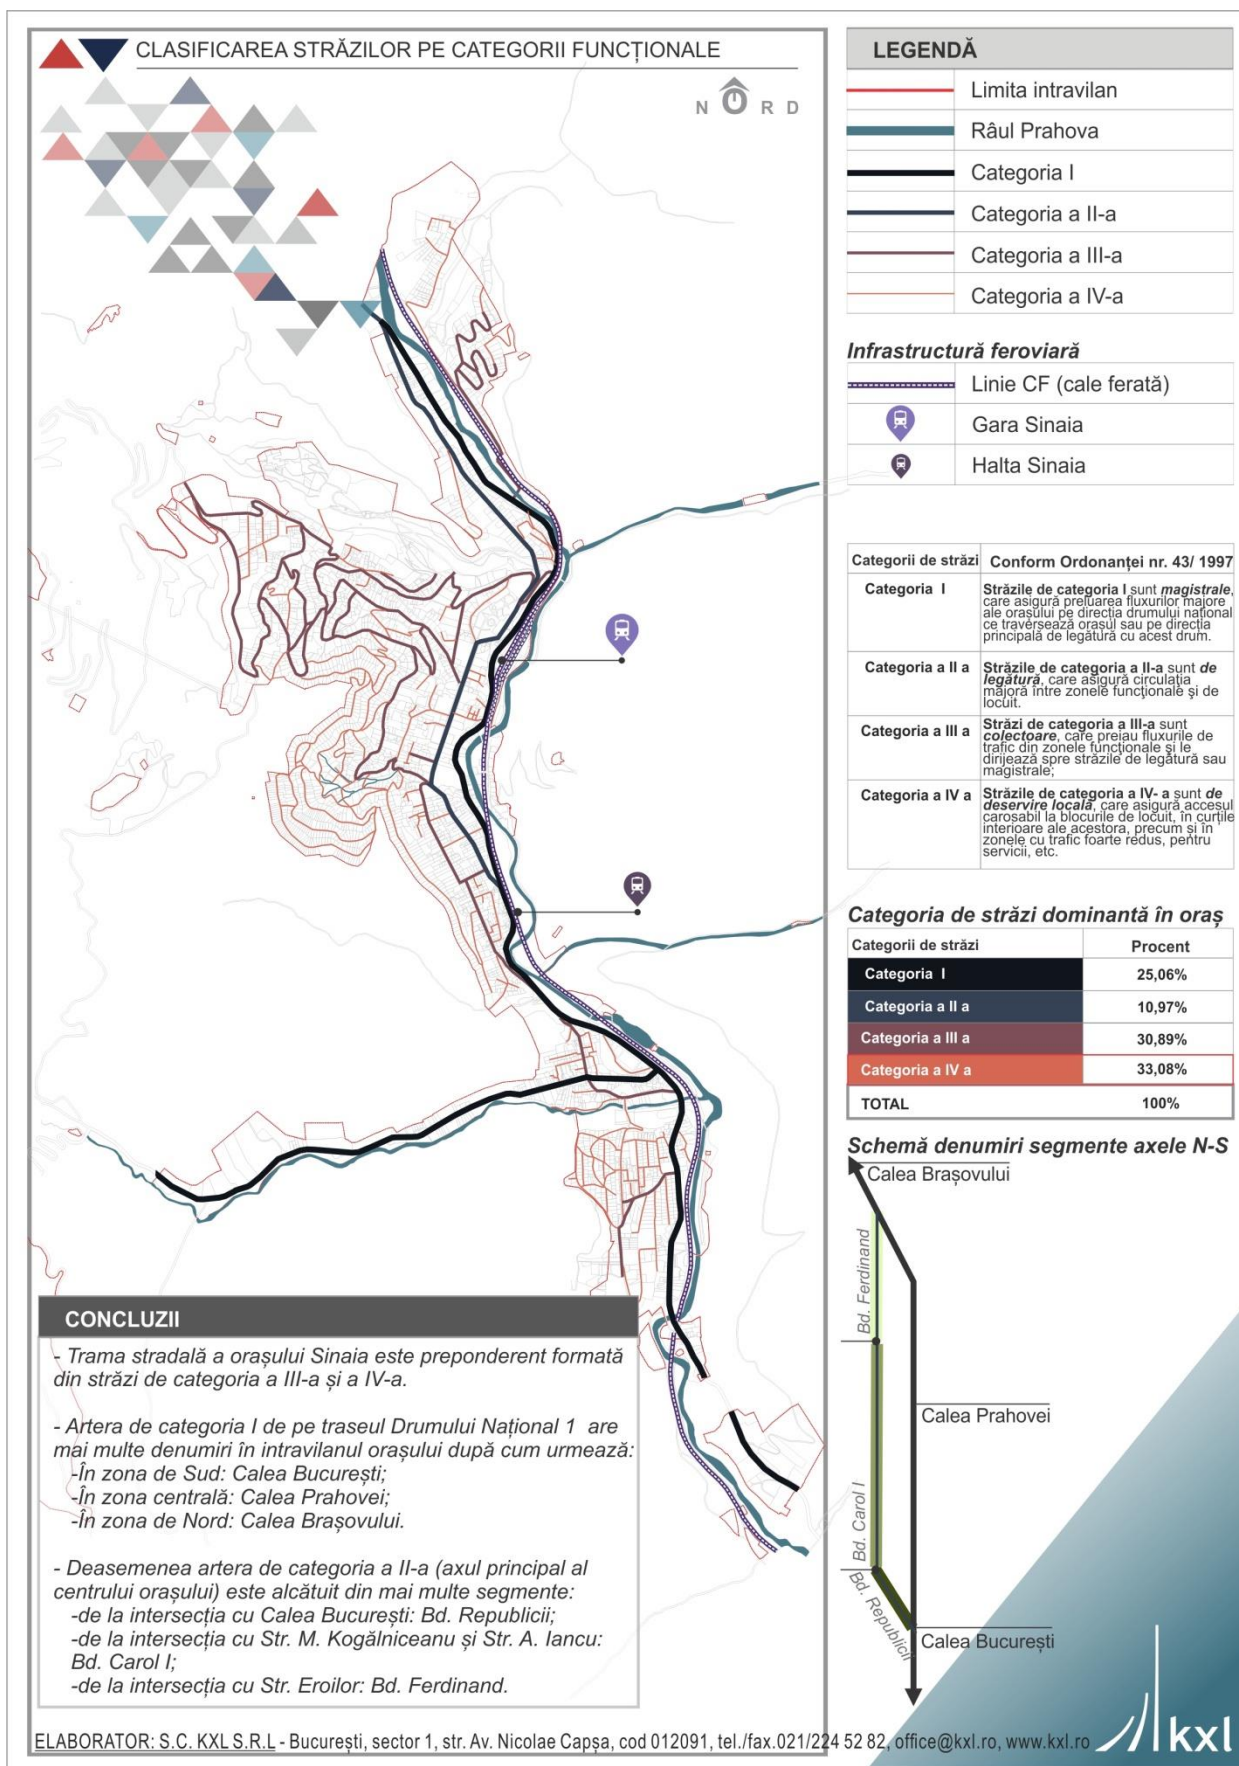 CLASIFICAREA STRĂZILOR PE CATEGORII FUNCȚIONALE
N O R D
LEGENDĂ
Limita intravilan
Râul Prahova
Categoria I
Categoria a II-a
Categoria a III-a
Categoria a IV-a
Infrastructură feroviară
Linie CF (cale ferată)
Gara Sinaia
Halta Sinaia
Categorii de străzi Conform Ordonanței nr. 43/ 1997
Categoria I
Străzile de categoria I sunt magistrale,
care asigură preluarea fluxurilor majore
ale orașului pe direcția drumului național
ce traversează orașul sau pe direcția
principală de legătură cu acest drum.
Categoria a II a
Străzile de categoria a II-a sunt de
legătură, care asigură circulația
majoră între zonele funcționale şi de
locuit.
Categoria a III a
Străzi de categoria a III-a sunt
colectoare, care preiau fluxurile de
trafic din zonele funcționale şi le
dirijează spre străzile de legătură sau
magistrale;
Categoria a IV a
Străzile de categoria a IV- a sunt de
deservire locală, care asigură accesul
carosabil la blocurile de locuit, în curțile
interioare ale acestora, precum si în
zonele cu trafic foarte redus, pentru
servicii, etc.
Categoria de străzi dominantă în oraș
Categorii de străzi Procent
Categoria I 25,06%
Categoria a II a 10,97%
Categoria a III a 30,89%
Categoria a IV a 33,08%
TOTAL 100%
Schemă denumiri segmente axele N-S
Calea Brașovului
Bd. Ferdinand
Calea Prahovei
Bd. Carol I
Bd. Republicii
Calea București
CONCLUZII
- Trama stradală a orașului Sinaia este preponderent formată
din străzi de categoria a III-a și a IV-a.
- Artera de categoria I de pe traseul Drumului Național 1 are
mai multe denumiri în intravilanul orașului după cum urmează:
-În zona de Sud: Calea București;
-În zona centrală: Calea Prahovei;
-În zona de Nord: Calea Brașovului.
- Deasemenea artera de categoria a II-a (axul principal al
centrului orașului) este alcătuit din mai multe segmente:
-de la intersecția cu Calea București: Bd. Republicii;
-de la intersecția cu Str. M. Kogălniceanu și Str. A. Iancu:
Bd. Carol I;
-de la intersecția cu Str. Eroilor: Bd. Ferdinand.
ELABORATOR: S.C. KXL S.R.L - București, sector 1, str. Av. Nicolae Capșa, cod 012091, tel./fax.021/224 52 82, office@kxl.ro, www.kxl.ro
kxl